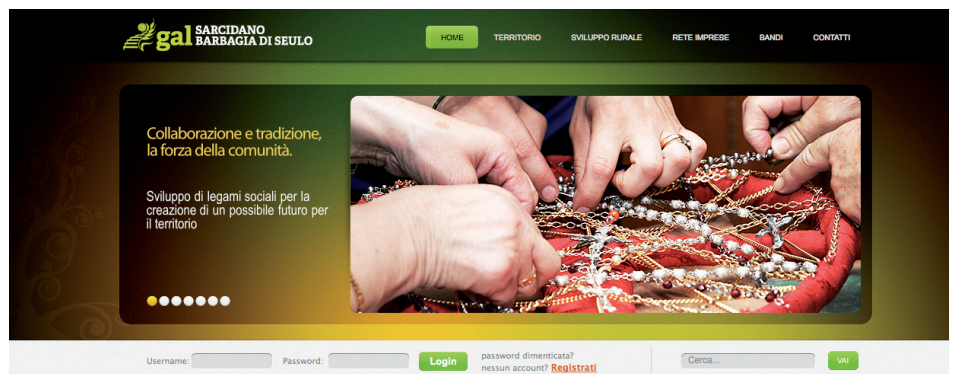 gal SARCIDANO
BARBAGIA DI SEULO
HOME TERRITORIO SVILUPPO RURALE RETE IMPRESE BANDI CONTATTI
Collaborazione e tradizione,
la forza della comunità.
Sviluppo di legami sociali per la
creazione di un possibile futuro per
il territorio
Username: Password: Login password dimenticata?
nessun account? Registrati
Cerca... VAI